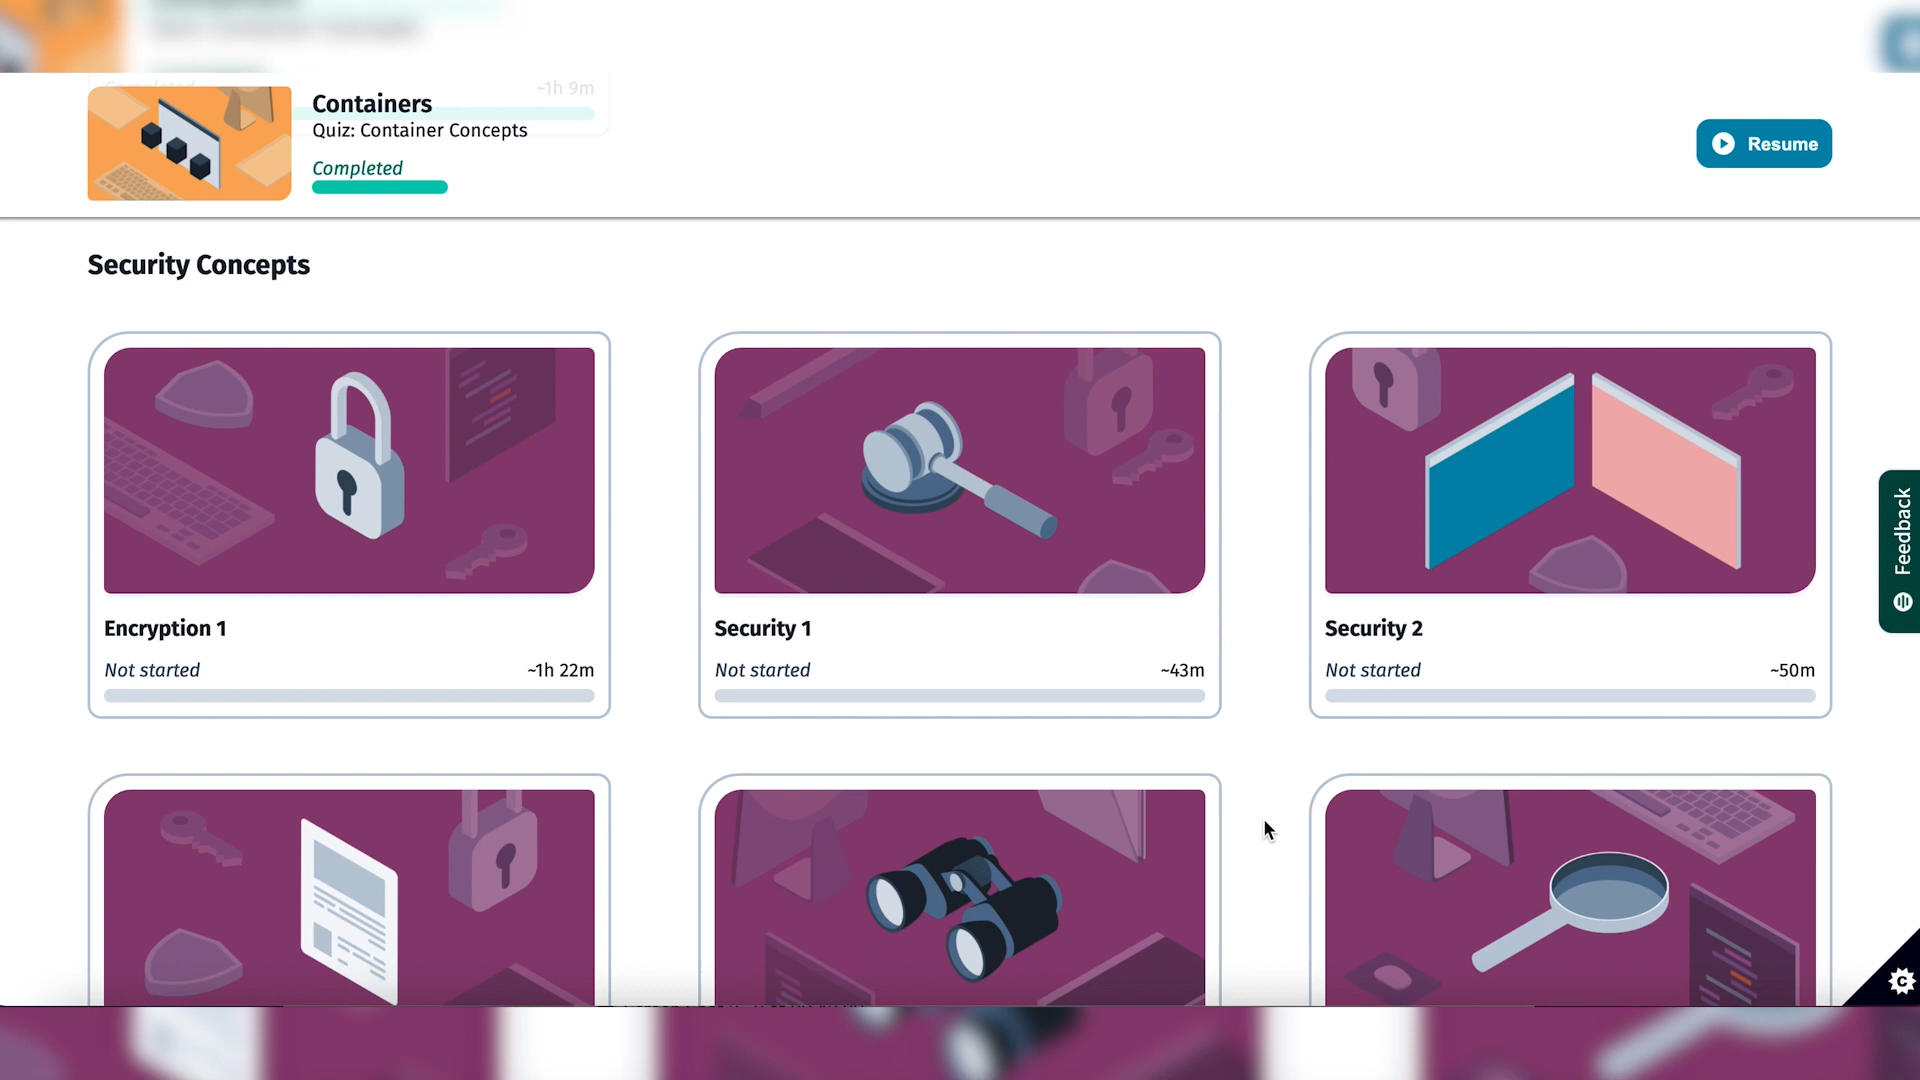 Completed
~1h 9m
Containers
Quiz: Container Concepts
Completed
Resume
Security Concepts
Encryption 1
Not started
~1h 22m
Security 1
Not started
~43m
Security 2
Not started
~50m
Feedback